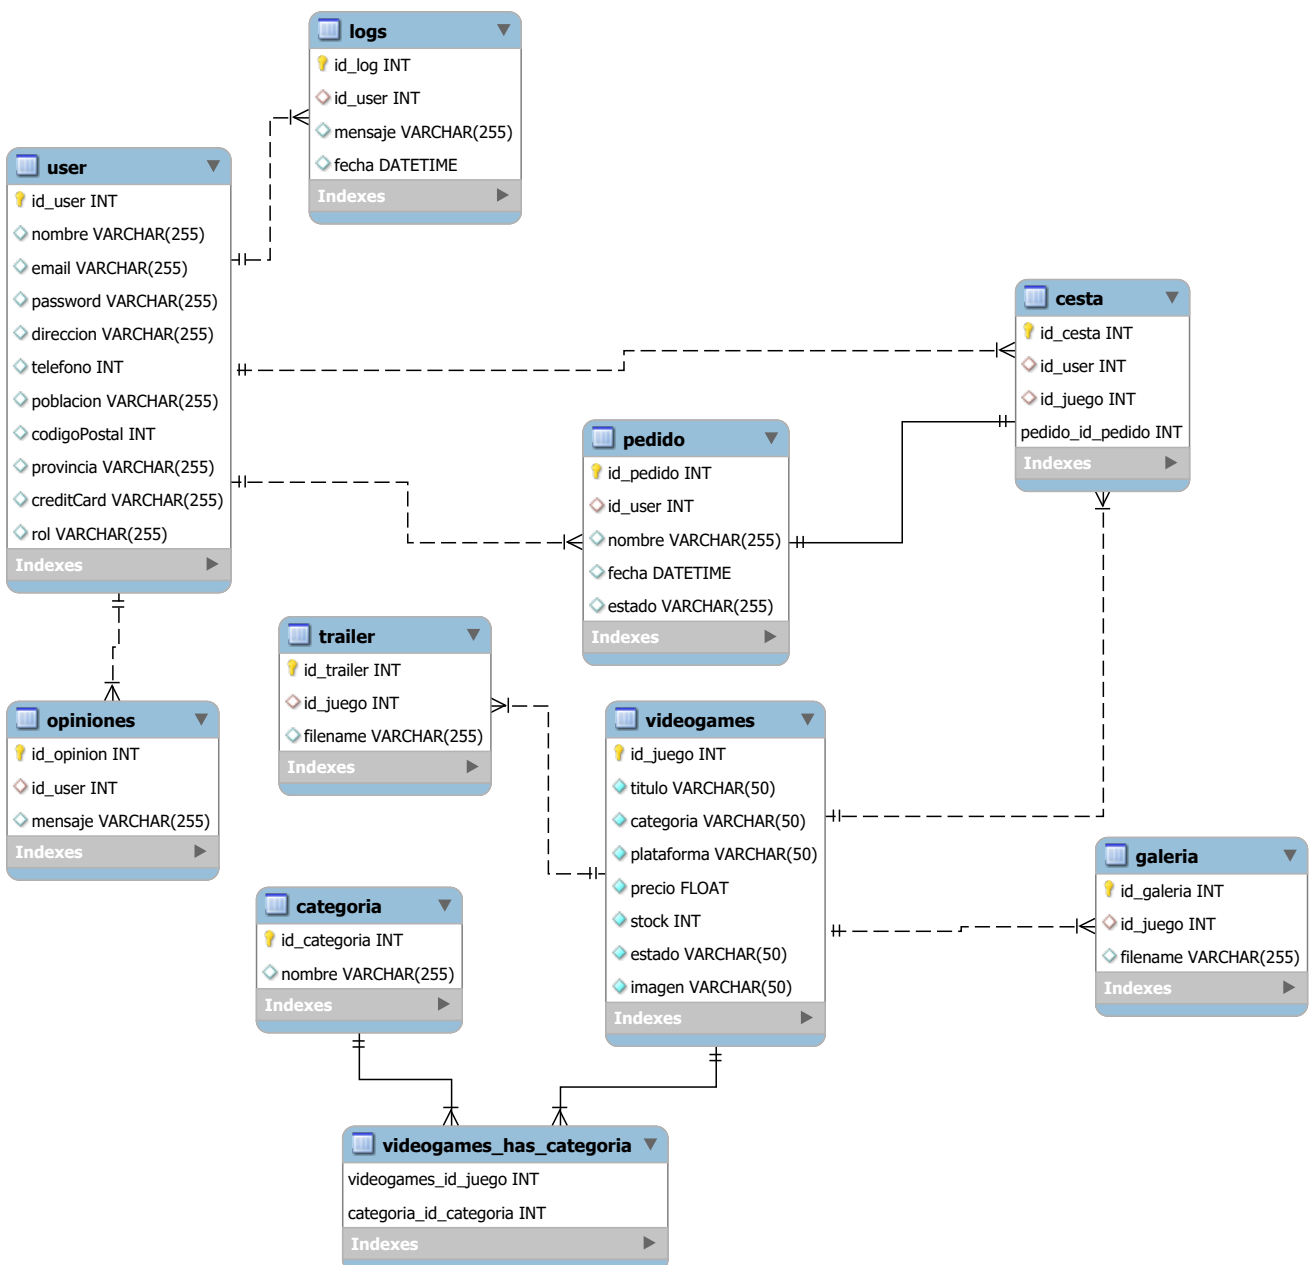 logs
id_log INT
id_user INT
mensaje VARCHAR(255)
fecha DATETIME
Indexes
user
id_user INT
nombre VARCHAR(255)
email VARCHAR(255)
password VARCHAR(255)
direccion VARCHAR(255)
telefono INT
poblacion VARCHAR(255)
codigoPostal INT
provincia VARCHAR(255)
creditCard VARCHAR(255)
rol VARCHAR(255)
Indexes
cesta
id_cesta INT
id_user INT
id_juego INT
pedido_id_pedido INT
Indexes
pedido
id_pedido INT
id_user INT
nombre VARCHAR(255)
fecha DATETIME
estado VARCHAR(255)
Indexes
trailer
id_trailer INT
id_juego INT
filename VARCHAR(255)
Indexes
opiniones
id_opinion INT
id_user INT
mensaje VARCHAR(255)
Indexes
videogames
id_juego INT
titulo VARCHAR(50)
categoria VARCHAR(50)
plataforma VARCHAR(50)
precio FLOAT
stock INT
estado VARCHAR(50)
imagen VARCHAR(50)
Indexes
galeria
id_galeria INT
id_juego INT
filename VARCHAR(255)
Indexes
categoria
id_categoria INT
nombre VARCHAR(255)
Indexes
videogames_has_categoria
videogames_id_juego INT
categoria_id_categoria INT
Indexes